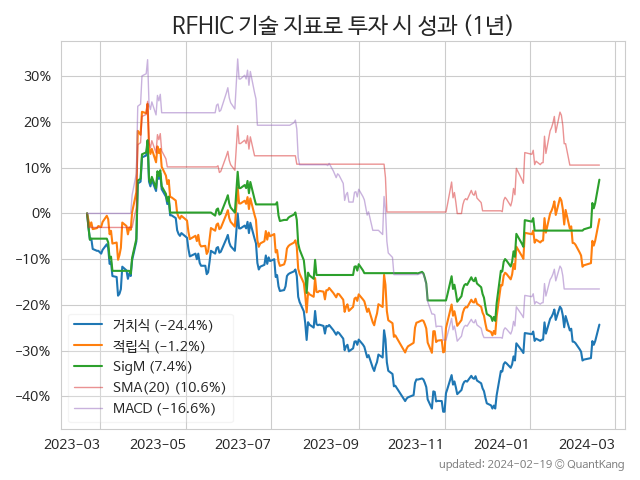 RFHIC 기술 지표로 투자 시 성과 (1년)
30%
20%
10%
0%
−10%
−20%
−30%
−40%
거치식 (−24.4%)
적립식 (−1.2%)
SigM (7.4%)
SMA(20) (10.6%)
MACD (−16.6%)
2023-03 2023-05 2023-07 2023-09 2023-11 2024-01 2024-03
updated: 2024-02-19 © QuantKang